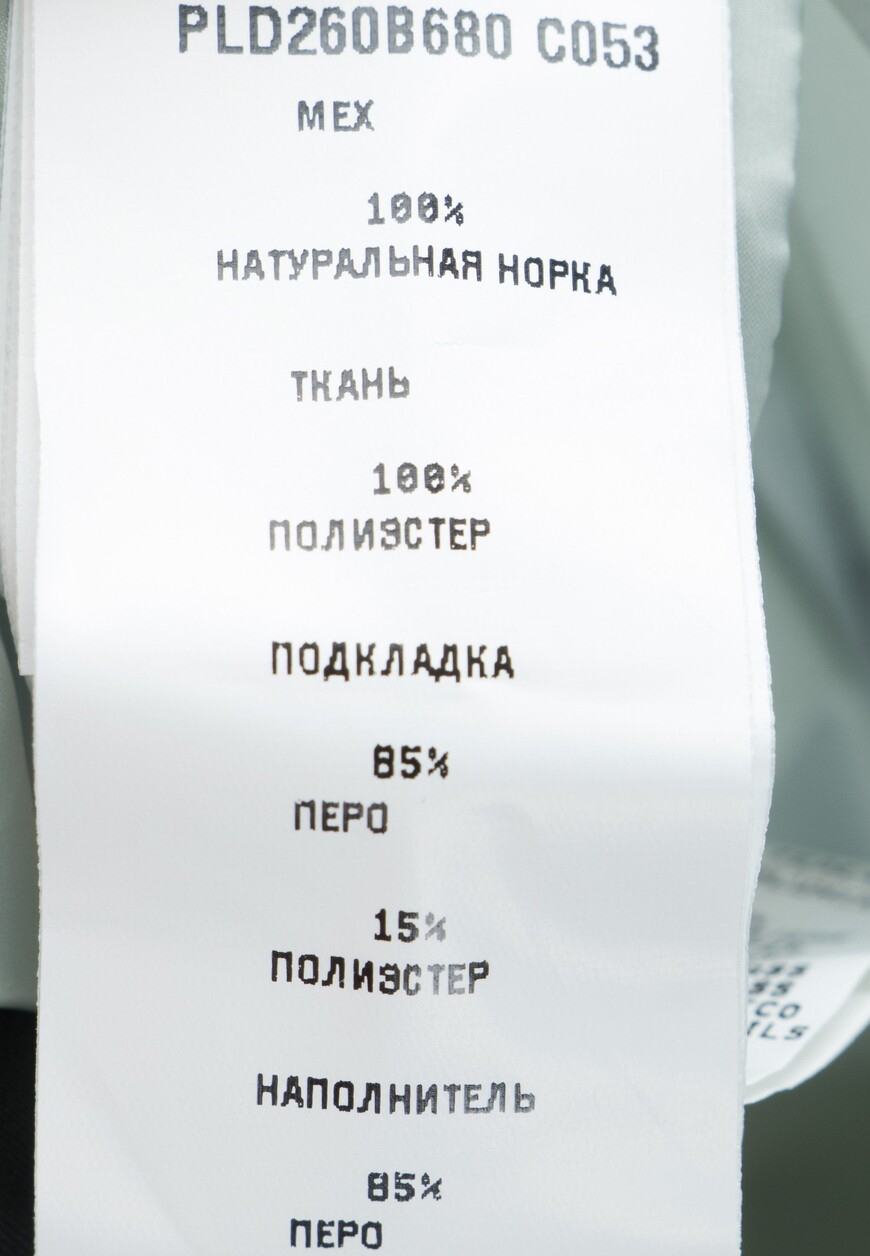 PLD260B680 C053
МЕХ
100%
НАТУРАЛЬНАЯ НОРКА
ТКАНЬ
100%
ПОЛИЭСТЕР
ПОДКЛАДКА
85%
ПЕРО
15%
ПОЛИЭСТЕР
НАПОЛНИТЕЛЬ
85%
ПЕРО